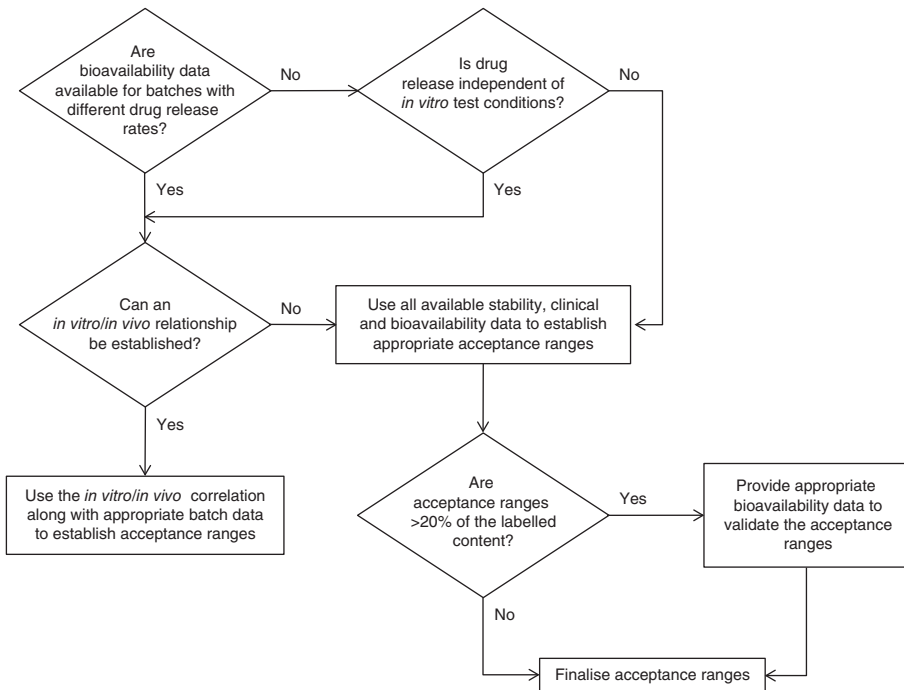 Are
bioavailability data
available for batches with
different drug release
rates?
No
Is drug
release independent of
in vitro test conditions?
No
Yes
Yes
Can an
in vitro/in vivo relationship
be established?
No
Use all available stability, clinical
and bioavailability data to establish
appropriate acceptance ranges
Yes
Use the in vitro/in vivo correlation
along with appropriate batch data
to establish acceptance ranges
Are
acceptance ranges
>20% of the labelled
content?
Yes
Provide appropriate
bioavailability data to
validate the acceptance
ranges
No
Finalise acceptance ranges